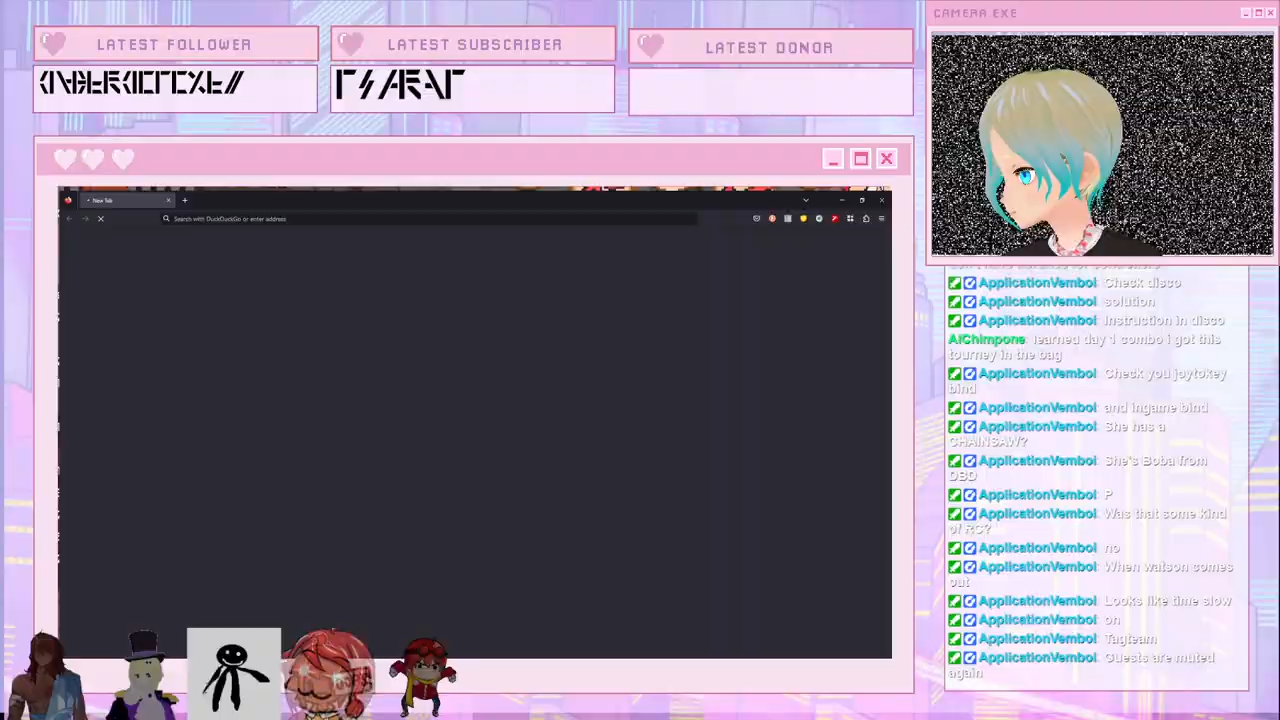 CAMERA EXE
LATEST FOLLOWER
LATEST SUBSCRIBER
LATEST DONOR
New Tab
Search with DuckDuckGo or enter address
ApplicationVembol Check disco
solution
ApplicationVembol
ApplicationVembol Instruction in disco
AlChimpone learned day 1 combo i got this
tourney in the bag
ApplicationVembol Check you joytokey
bind
ApplicationVembol and ingame bind
ApplicationVembol She has a
CHAINSAW?
ApplicationVembol She's Boba from
DBD
ApplicationVembol P
ApplicationVembol Was that some kind
of RC?
ApplicationVembol no
ApplicationVembol When watson comes
out
ApplicationVembol Looks like time slow
ApplicationVembol on
ApplicationVembol Tagteam
ApplicationVembol Guests are muted
again